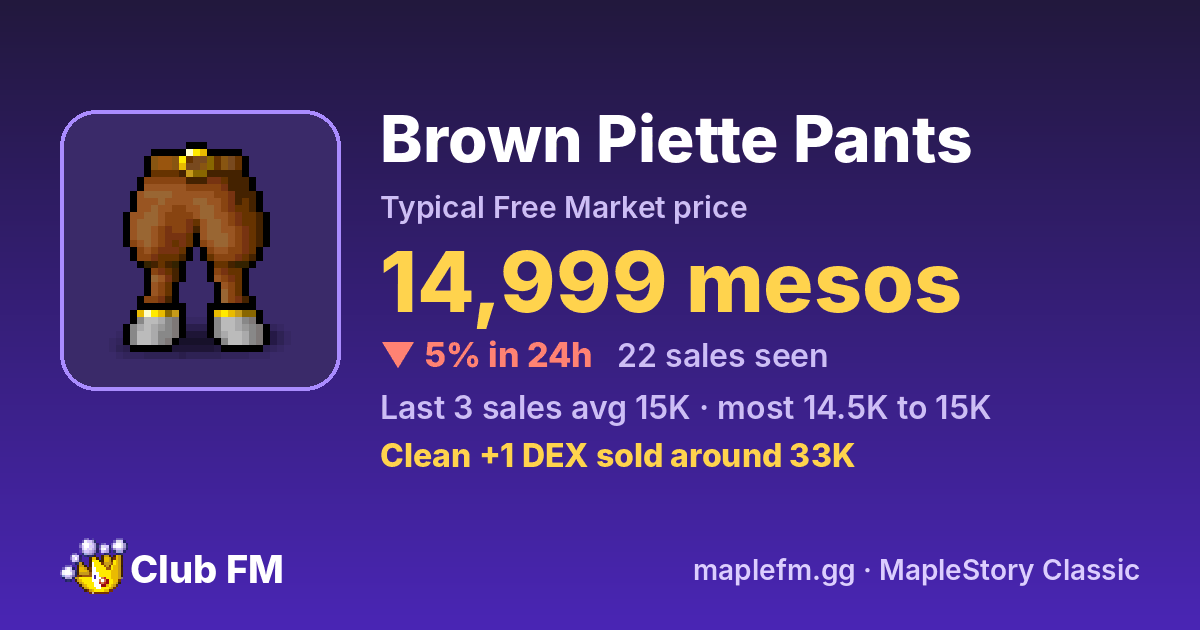 Brown Piette Pants
Typical Free Market price
14,999 mesos
▼ 5% in 24h 22 sales seen
Last 3 sales avg 15K · most 14.5K to 15K
Clean +1 DEX sold around 33K
Club FM
maplefm.gg · MapleStory Classic